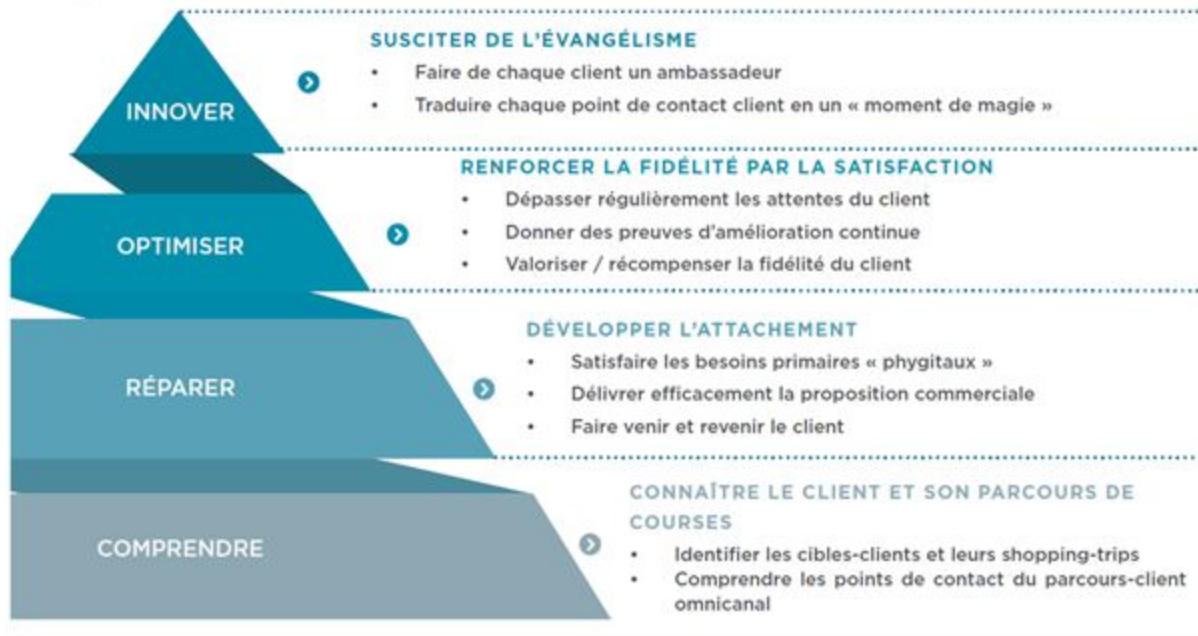 INNOVER
SUSCITER DE L'ÉVANGÉLISME
• Faire de chaque client un ambassadeur
• Traduire chaque point de contact client en un « moment de magie »
OPTIMISER
RENFORCER LA FIDÉLITÉ PAR LA SATISFACTION
• Dépasser régulièrement les attentes du client
• Donner des preuves d'amélioration continue
• Valoriser / récompenser la fidélité du client
RÉPARER
DÉVELOPPER L'ATTACHEMENT
• Satisfaire les besoins primaires « phygitaux »
• Délivrer efficacement la proposition commerciale
• Faire venir et revenir le client
COMPRENDRE
CONNAÎTRE LE CLIENT ET SON PARCOURS DE
COURSES
• Identifier les cibles-clients et leurs shopping-trips
• Comprendre les points de contact du parcours-client
omnicanal